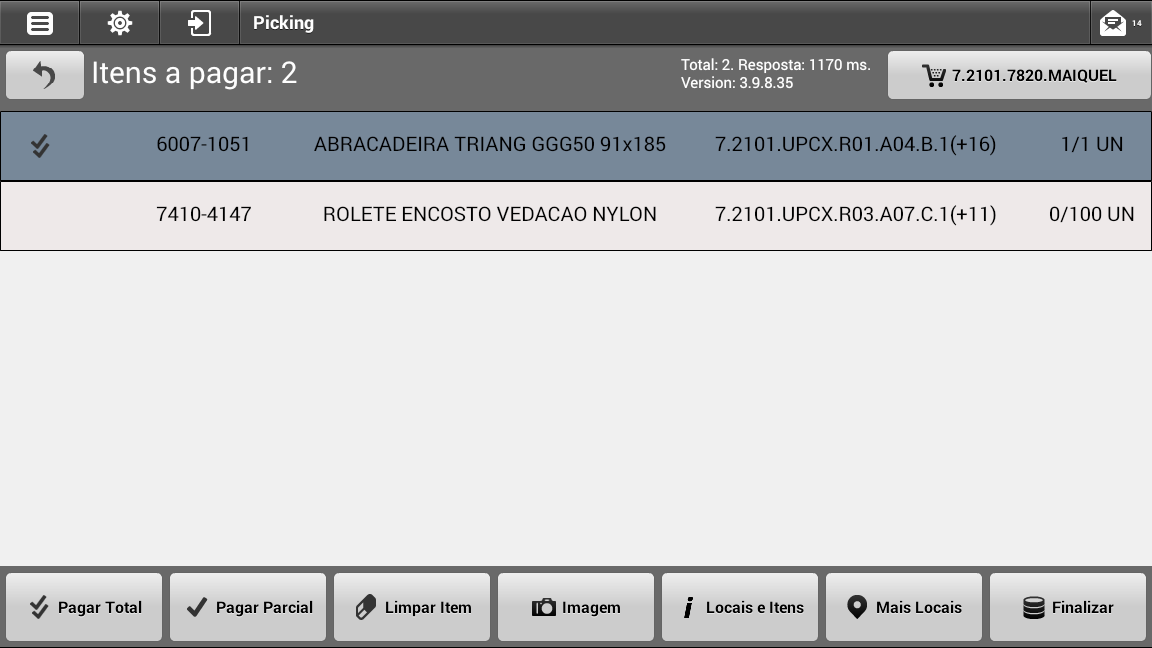 Picking
14
Itens a pagar: 2
Total: 2. Resposta: 1170 ms.
Version: 3.9.8.35
7.2101.7820.MAIQUEL
6007-1051 ABRACADEIRA TRIANG GGG50 91x185 7.2101.UPCX.R01.A04.B.1(+16) 1/1 UN
7410-4147 ROLETE ENCOSTO VEDACAO NYLON 7.2101.UPCX.R03.A07.C.1(+11) 0/100 UN
Pagar Total Pagar Parcial Limpar Item Imagem Locais e Itens Mais Locais Finalizar